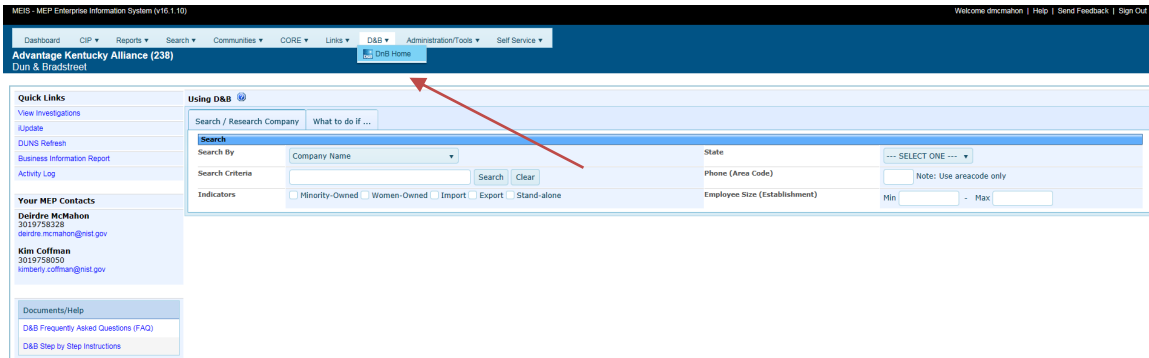 MEIS - MEP Enterprise Information System (v16.1.10)
Welcome dmcmahon | Help | Send Feedback | Sign Out
Dashboard CIP Reports Search Communities CORE Links D&B Administration/Tools Self Service
DnB Home
Advantage Kentucky Alliance (238)
Dun & Bradstreet
Quick Links
View Investigations
iUpdate
DUNS Refresh
Business Information Report
Activity Log
Your MEP Contacts
Deirdre McMahon
3019758328
deirdre.mcmahon@nist.gov
Kim Coffman
3019758050
kimberly.coffman@nist.gov
Documents/Help
D&B Frequently Asked Questions (FAQ)
D&B Step by Step Instructions
Using D&B
Search / Research Company What to do if ...
Search
Search By Company Name State --- SELECT ONE ---
Search Criteria Search Clear Phone (Area Code) Note: Use areacode only
Indicators Minority-Owned Women-Owned Import Export Stand-alone Employee Size (Establishment) Min - Max